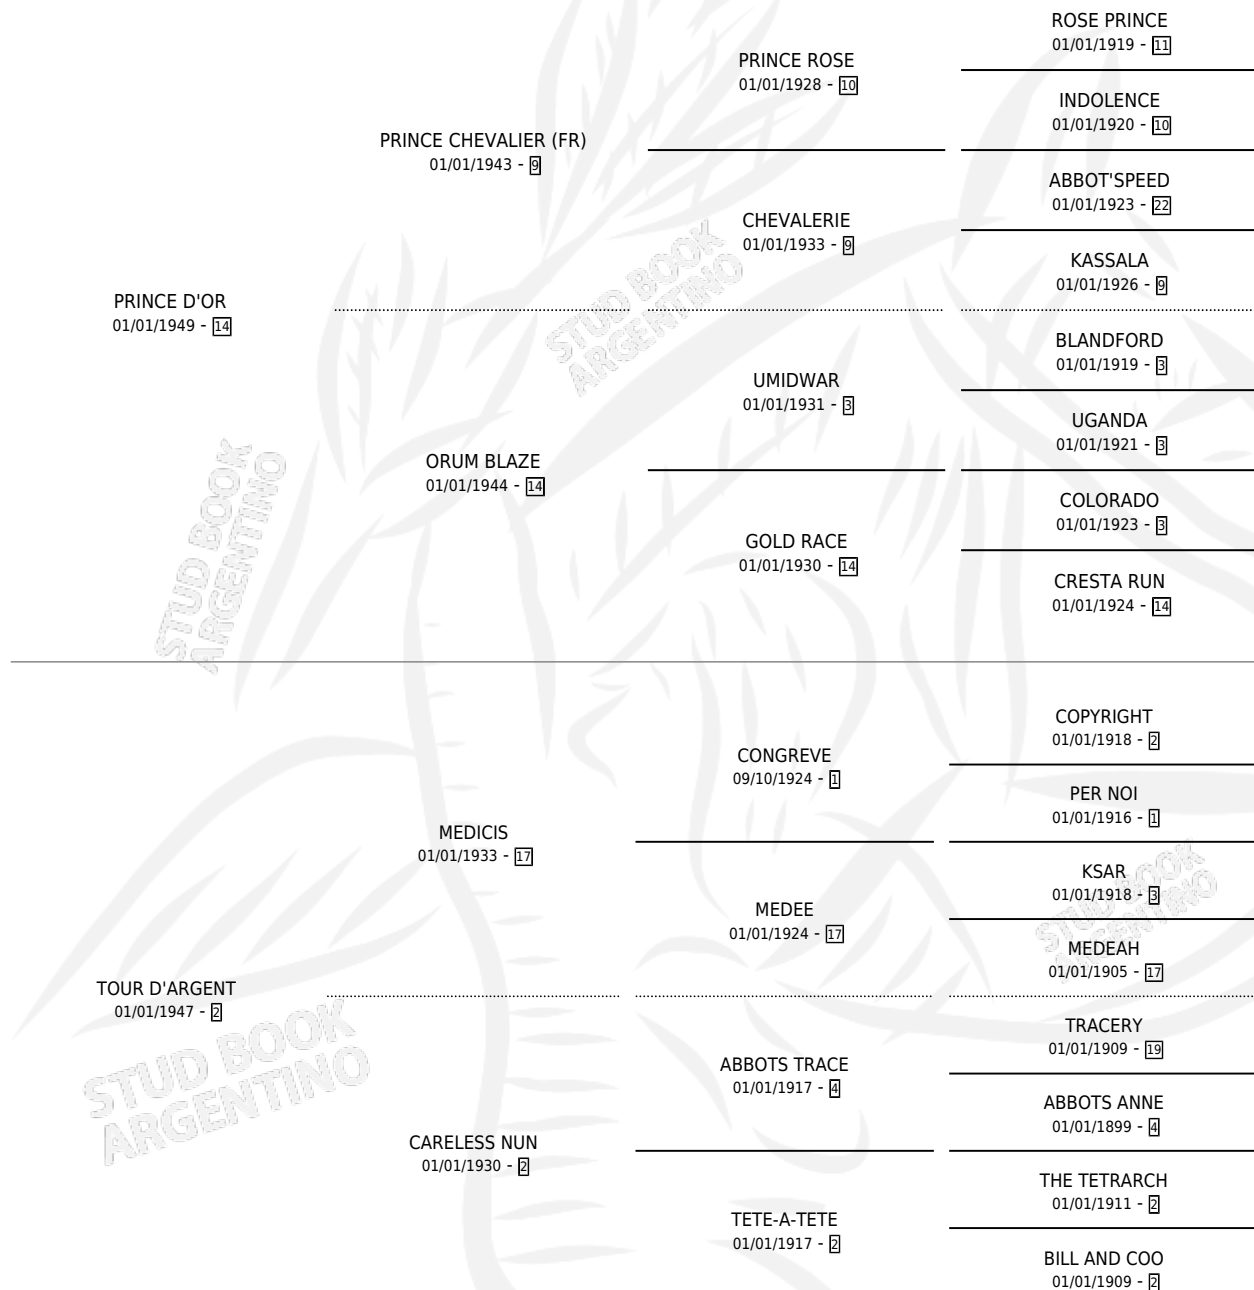 ROSE PRINCE
01/01/1919 - 11
PRINCE ROSE
01/01/1928 - 10
INDOLENCE
01/01/1920 - 10
PRINCE CHEVALIER (FR)
01/01/1943 - 9
ABBOT'SPEED
01/01/1923 - 22
CHEVALERIE
01/01/1933 - 9
KASSALA
01/01/1926 - 9
PRINCE D'OR
01/01/1949 - 14
STUD BOOK
ARGENTINO
BLANDFORD
01/01/1919 - 3
UMIDWAR
01/01/1931 - 3
UGANDA
01/01/1921 - 3
ORUM BLAZE
01/01/1944 - 14
COLORADO
01/01/1923 - 3
GOLD RACE
01/01/1930 - 14
CRESTA RUN
01/01/1924 - 14
STUD BOOK
ARGENTINO
COPYRIGHT
01/01/1918 - 2
CONGREVE
09/10/1924 - 1
PER NOI
01/01/1916 - 1
MEDICIS
01/01/1933 - 17
KSAR
01/01/1918 - 3
MEDEE
01/01/1924 - 17
STUD BOOK
ARGENTINO
MEDEAH
01/01/1905 - 17
TOUR D'ARGENT
01/01/1947 - 2
TRACERY
01/01/1909 - 19
ABBOTS TRACE
01/01/1917 - 4
ABBOTS ANNE
01/01/1899 - 4
STUD BOOK
ARGENTINO
CARELESS NUN
01/01/1930 - 2
THE TETRARCH
01/01/1911 - 2
TETE-A-TETE
01/01/1917 - 2
BILL AND COO
01/01/1909 - 2